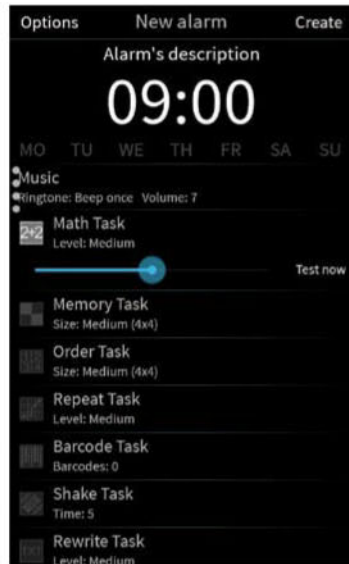 Options New alarm Create
Alarm's description
09:00
MO TU WE TH FR SA SU
Music
Ringtone: Beep once Volume: 7
2+2 Math Task
Level: Medium
Test now
Memory Task
Size: Medium (4x4)
Order Task
Size: Medium (4x4)
Repeat Task
Level: Medium
Barcode Task
Barcodes: 0
Shake Task
Time: 5
Rewrite Task
Level: Medium